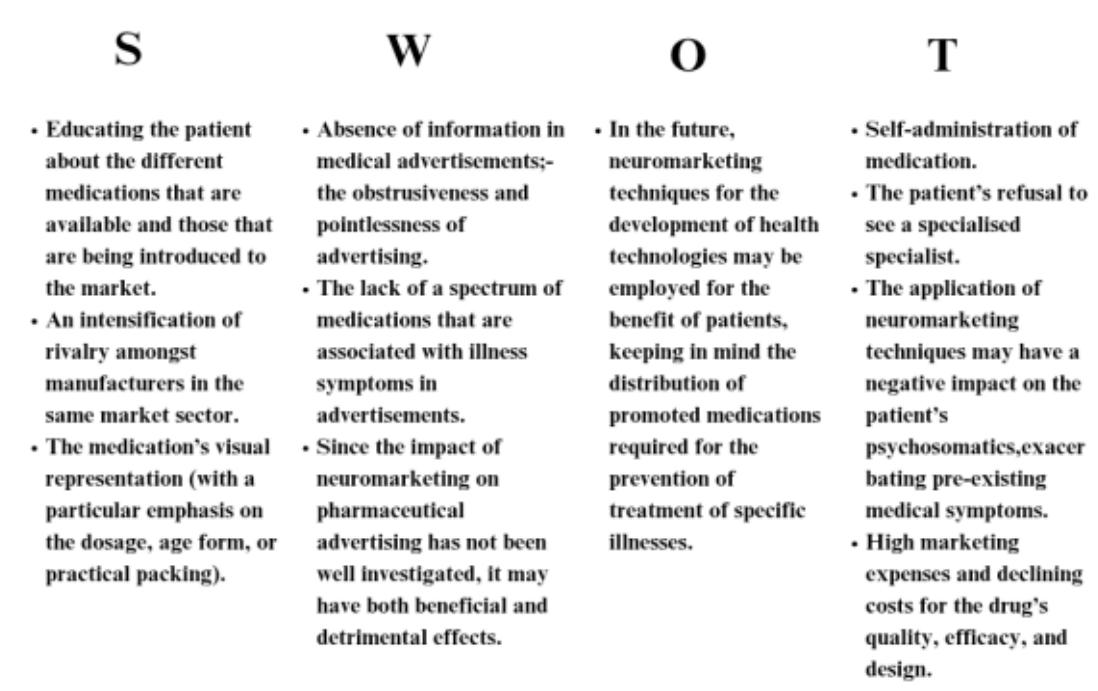 S
• Educating the patient
about the different
medications that are
available and those that
are being introduced to
the market.
• An intensification of
rivalry amongst
manufacturers in the
same market sector.
• The medication's visual
representation (with a
particular emphasis on
the dosage, age form, or
practical packing).
W
• Absence of information in
medical advertisements;-
the obstrusiveness and
pointlessness of
advertising.
• The lack of a spectrum of
medications that are
associated with illness
symptoms in
advertisements.
• Since the impact of
neuromarketing on
pharmaceutical
advertising has not been
well investigated, it may
have both beneficial and
detrimental effects.
O
• In the future,
neuromarketing
techniques for the
development of health
technologies may be
employed for the
benefit of patients,
keeping in mind the
distribution of
promoted medications
required for the
prevention of
treatment of specific
illnesses.
T
• Self-administration of
medication.
• The patient's refusal to
see a specialised
specialist.
• The application of
neuromarketing
techniques may have a
negative impact on the
patient's
psychosomatics,exacer
bating pre-existing
medical symptoms.
• High marketing
expenses and declining
costs for the drug's
quality, efficacy, and
design.